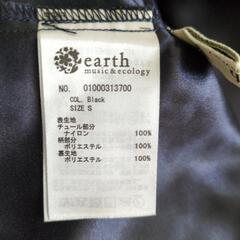 earth
music&ecology
NO. 01000313700
COL. Black
SIZE S
表生地
チュール部分
ナイロン 100%
柄部分
ポリエステル 100%
裏生地
ポリエステル 100%